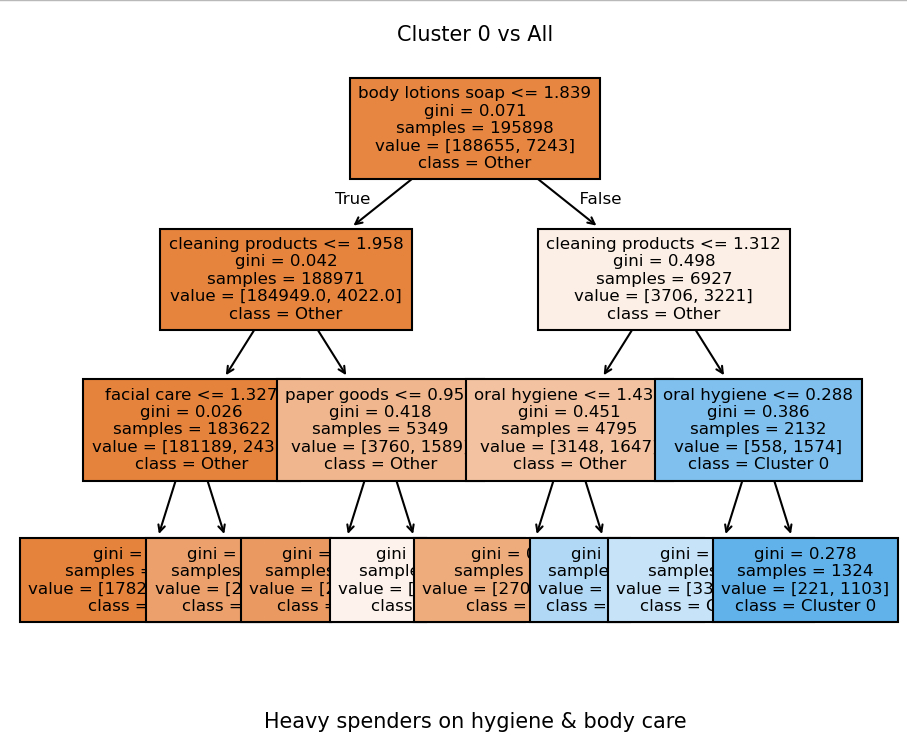 Cluster 0 vs All
body lotions soap <= 1.839
gini = 0.071
samples = 195898
value = [188655, 7243]
class = Other
True
False
cleaning products <= 1.958
gini = 0.042
samples = 188971
value = [184949.0, 4022.0]
class = Other
cleaning products <= 1.312
gini = 0.498
samples = 6927
value = [3706, 3221]
class = Other
facial care <= 1.327
gini = 0.026
samples = 183622
value = [181189, 243
class = Other
paper goods <= 0.95
gini = 0.418
samples = 5349
value = [3760, 1589
class = Other
oral hygiene <= 1.43
gini = 0.451
samples = 4795
value = [3148, 1647
class = Other
oral hygiene <= 0.288
gini = 0.386
samples = 2132
value = [558, 1574]
class = Cluster 0
gini =
samples =
value = [1782
class =
gini =
samples
value = [2
class =
gini =
samples
value = [2
class =
gini
sample
value = [
class
gini = 0
samples
value = [270
class =
gini
sample
value =
class =
gini =
samples
value = [33
class = C
gini = 0.278
samples = 1324
value = [221, 1103]
class = Cluster 0
Heavy spenders on hygiene & body care